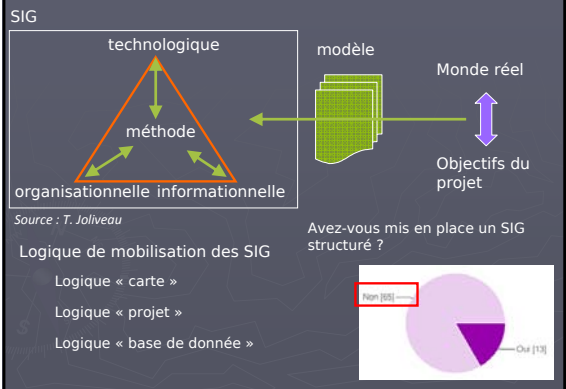 SIG
technologique
méthode
organisationnelle informationnelle
modèle
Monde réel
Objectifs du
projet
Source : T. Joliveau
Logique de mobilisation des SIG
Logique « carte »
Logique « projet »
Logique « base de donnée »
Avez-vous mis en place un SIG
structuré ?
Non [65]
Oui [13]